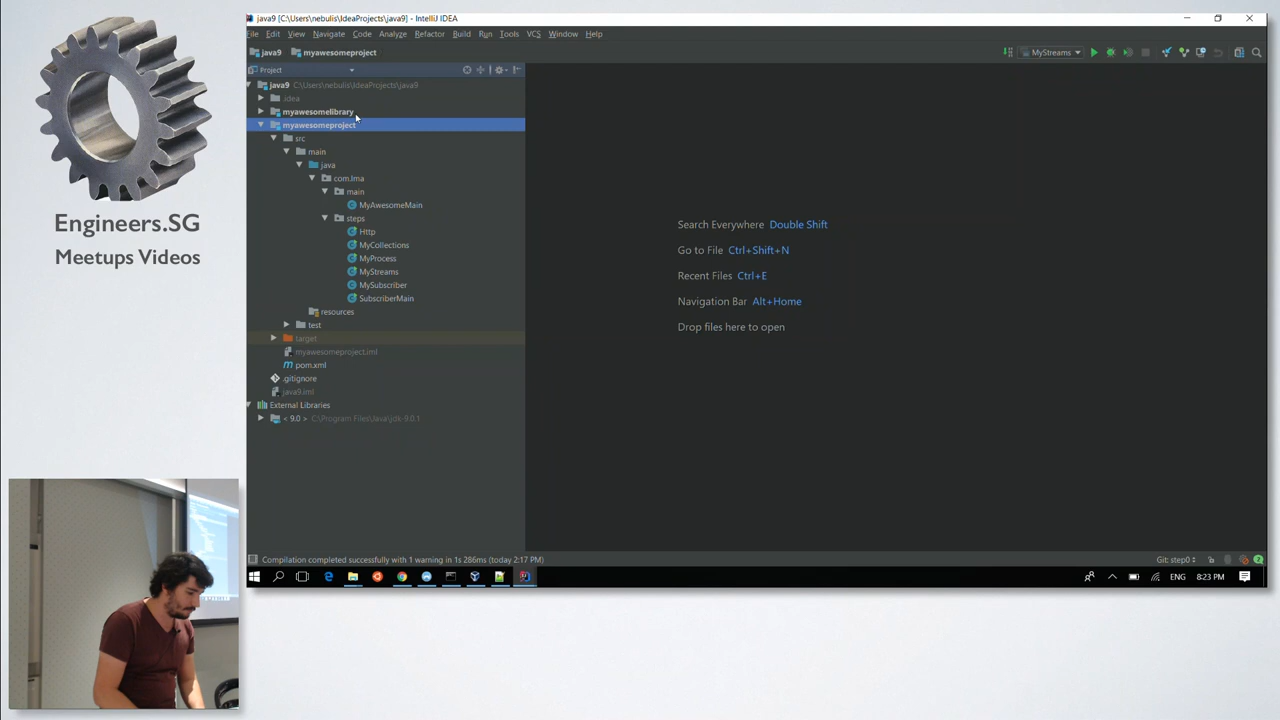 Engineers.SG
Meetups Videos
java9 [C:\Users\nebulis\IdeaProjects\java9] - IntelliJ IDEA
File Edit View Navigate Code Analyze Refactor Build Run Tools VCS Window Help
java9 myawesomeproject
MyStreams
Project
java9 C:\Users\nebulis\IdeaProjects\java9
.idea
myawesomelibrary
myawesomeproject
src
main
java
com.lma
main
MyAwesomeMain
steps
Http
MyCollections
MyProcess
MyStreams
MySubscriber
SubscriberMain
resources
test
target
myawesomeproject.iml
pom.xml
.gitignore
java9.iml
External Libraries
< 9.0 > C:\Program Files\Java\jdk-9.0.1
Search Everywhere Double Shift
Go to File Ctrl+Shift+N
Recent Files Ctrl+E
Navigation Bar Alt+Home
Drop files here to open
Compilation completed successfully with 1 warning in 1s 286ms (today 2:17 PM)
Git: step0
ENG 8:23 PM